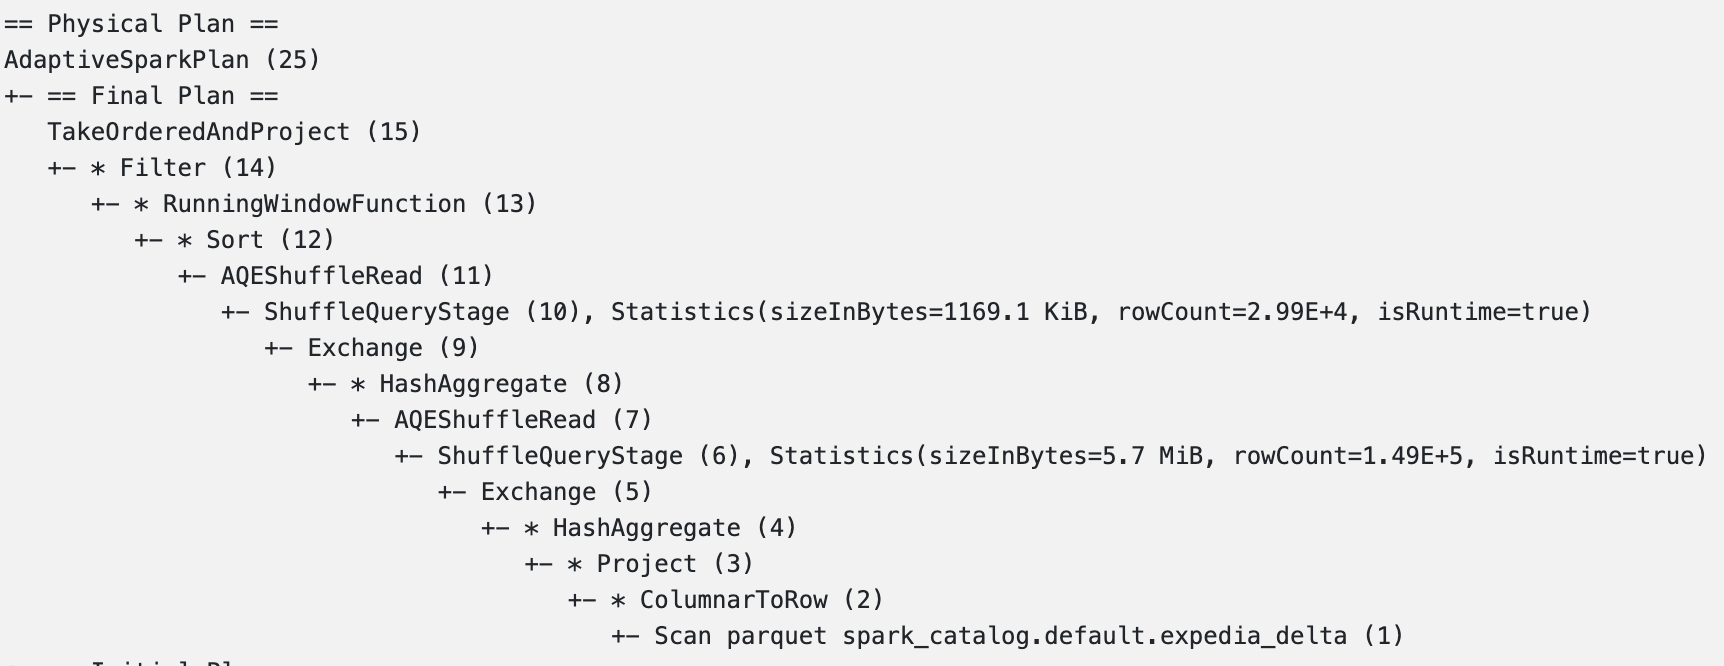 == Physical Plan ==
AdaptiveSparkPlan (25)
+- == Final Plan ==
   TakeOrderedAndProject (15)
   +- * Filter (14)
      +- * RunningWindowFunction (13)
         +- * Sort (12)
            +- AQEShuffleRead (11)
               +- ShuffleQueryStage (10), Statistics(sizeInBytes=1169.1 KiB, rowCount=2.99E+4, isRuntime=true)
                  +- Exchange (9)
                     +- * HashAggregate (8)
                        +- AQEShuffleRead (7)
                           +- ShuffleQueryStage (6), Statistics(sizeInBytes=5.7 MiB, rowCount=1.49E+5, isRuntime=true)
                              +- Exchange (5)
                                 +- * HashAggregate (4)
                                    +- * Project (3)
                                       +- * ColumnarToRow (2)
                                          +- Scan parquet spark_catalog.default.expedia_delta (1)